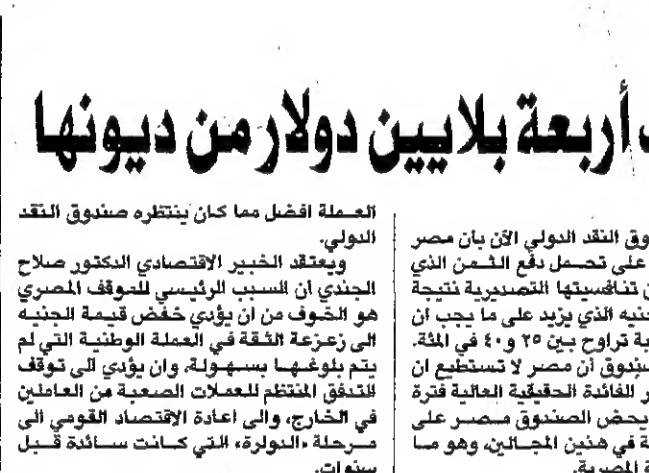 أربعة بلايين دولار من ديونها
وق النقد الدولي الآن بأن مصر
على تحمل دفع الثمن الذي
تنافسيتها التصديرية نتيجة
جنيه الذي يزيد على ما يجب ان
بة تراوح بين ٢٥ و٤٠ في المئة.
صندوق أن مصر لا تستطيع ان
ر الفائدة الحقيقية العالية فترة
يحض الصندوق مصر على
ة في هذين المجالين، وهو ما
ة المصرية.
العملة افضل مما كان ينتظره صندوق النقد
الدولي.
ويعتقد الخبير الاقتصادي الدكتور صلاح
الجندي ان السبب الرئيسي للموقف المصري
هو الخوف من ان يؤدي خفض قيمة الجنيه
الى زعزعة الثقة في العملة الوطنية التي لم
يتم بلوغها بسهولة، وان يؤدي الى توقف
التدفق المنتظم للعملات الصعبة من العاملين
في الخارج، والى اعادة الاقتصاد القومي الى
مرحلة «الدولرة» التي كانت سائدة قبل
سنوات.